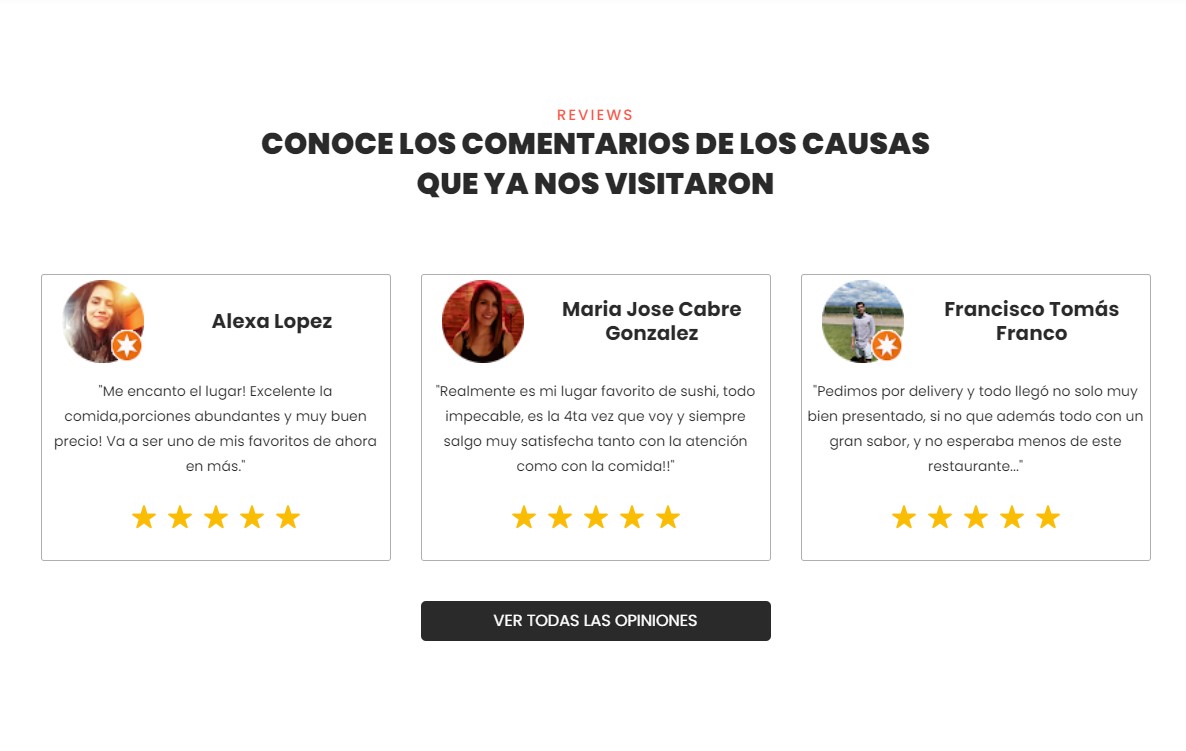 REVIEWS
CONOCE LOS COMENTARIOS DE LOS CAUSAS
QUE YA NOS VISITARON
Alexa Lopez
"Me encanto el lugar! Excelente la
comida,porciones abundantes y muy buen
precio! Va a ser uno de mis favoritos de ahora
en más."
Maria Jose Cabre
Gonzalez
"Realmente es mi lugar favorito de sushi, todo
impecable, es la 4ta vez que voy y siempre
salgo muy satisfecha tanto con la atención
como con la comida!!"
Francisco Tomás
Franco
"Pedimos por delivery y todo llegó no solo muy
bien presentado, si no que además todo con un
gran sabor, y no esperaba menos de este
restaurante..."
VER TODAS LAS OPINIONES